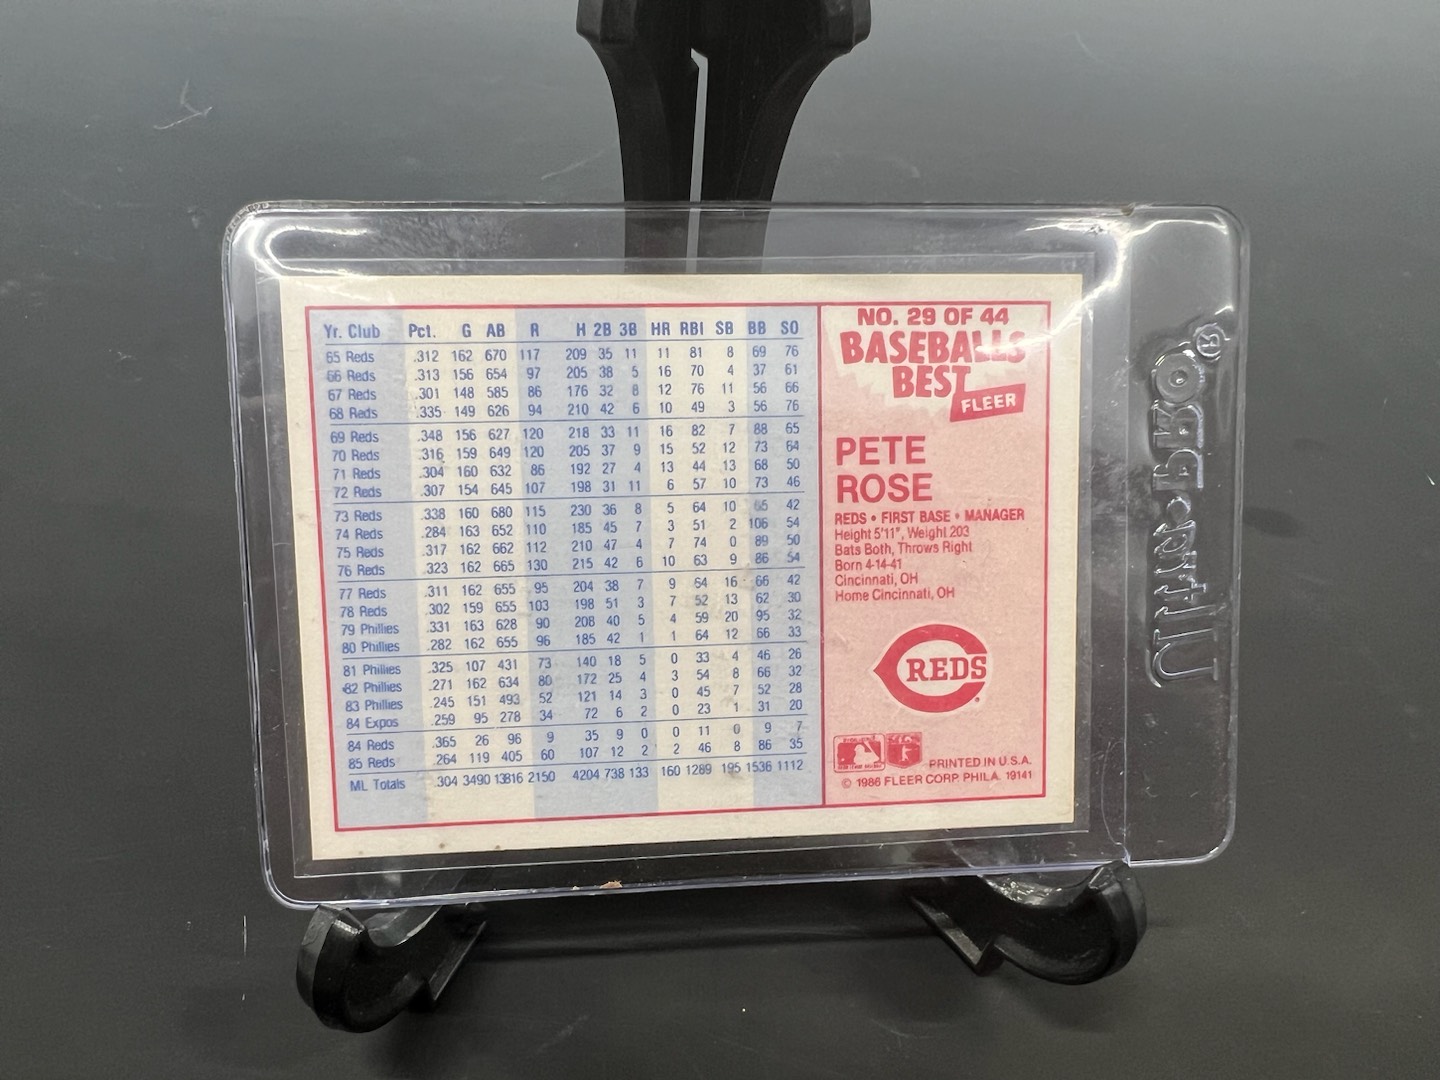 Yr. Club Pct. G AB R H 2B 3B HR RBI SB BB SO
65 Reds .312 162 670 117 209 35 11 11 81 8 69 76
66 Reds .313 156 654 97 205 38 5 16 70 4 37 61
67 Reds .301 148 585 86 176 32 8 12 76 11 56 66
68 Reds .335 149 626 94 210 42 6 10 49 3 56 76
69 Reds .348 156 627 120 218 33 11 16 82 7 88 65
70 Reds .316 159 649 120 205 37 9 15 52 12 73 64
71 Reds .304 160 632 86 192 27 4 13 44 13 68 50
72 Reds .307 154 645 107 198 31 11 6 57 10 73 46
73 Reds .338 160 680 115 230 36 8 5 64 10 65 42
74 Reds .284 163 652 110 185 45 7 3 51 2 106 54
75 Reds .317 162 662 112 210 47 4 7 74 0 89 50
76 Reds .323 162 665 130 215 42 6 10 63 9 86 54
77 Reds .311 162 655 95 204 38 7 9 64 16 66 42
78 Reds .302 159 655 103 198 51 3 7 52 13 62 30
79 Phillies .331 163 628 90 208 40 5 4 59 20 95 32
80 Phillies .282 162 655 96 185 42 1 1 64 12 66 33
81 Phillies .325 107 431 73 140 18 5 0 33 4 46 26
82 Phillies .271 162 634 80 172 25 4 3 54 8 66 32
83 Phillies .245 151 493 52 121 14 3 0 45 7 52 28
84 Expos .259 95 278 34 72 6 2 0 23 1 31 20
84 Reds .365 26 96 9 35 9 0 0 11 0 9 7
85 Reds .264 119 405 60 107 12 2 2 46 8 86 35
ML Totals .304 3490 13816 2150 4204 738 133 160 1289 195 1536 1112
NO. 29 OF 44
BASEBALLS
BEST
FLEER
PETE
ROSE
REDS • FIRST BASE • MANAGER
Height 5'11", Weight 203
Bats Both, Throws Right
Born 4-14-41
Cincinnati, OH
Home Cincinnati, OH
REDS
PRINTED IN U.S.A.
© 1986 FLEER CORP. PHILA. 19141
ULTRA•PRO®